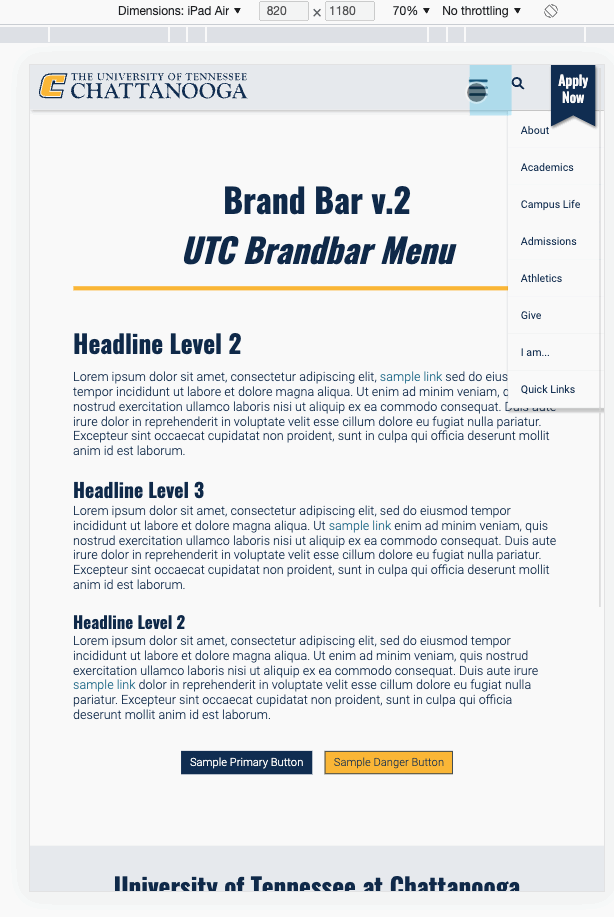 Dimensions: iPad Air ▼ 820 × 1180 70% ▼ No throttling ▼
THE UNIVERSITY OF TENNESSEE
CHATTANOOGA
Apply
Now
About
Academics
Campus Life
Admissions
Athletics
Give
I am...
Quick Links
Brand Bar v.2
UTC Brandbar Menu
Headline Level 2
Lorem ipsum dolor sit amet, consectetur adipiscing elit, sample link sed do
tempor incididunt ut labore et dolore magna aliqua. Ut enim ad minim veniam,
nostrud exercitation ullamco laboris nisi ut aliquip ex ea commodo consequat. Duis aute
irure dolor in reprehenderit in voluptate velit esse cillum dolore eu fugiat nulla pariatur.
Excepteur sint occaecat cupidatat non proident, sunt in culpa qui officia deserunt mollit
anim id est laborum.
Headline Level 3
Lorem ipsum dolor sit amet, consectetur adipiscing elit, sed do eiusmod tempor
incididunt ut labore et dolore magna aliqua. Ut sample link enim ad minim veniam, quis
nostrud exercitation ullamco laboris nisi ut aliquip ex ea commodo consequat. Duis aute
irure dolor in reprehenderit in voluptate velit esse cillum dolore eu fugiat nulla pariatur.
Excepteur sint occaecat cupidatat non proident, sunt in culpa qui officia deserunt mollit
anim id est laborum.
Headline Level 2
Lorem ipsum dolor sit amet, consectetur adipiscing elit, sed do eiusmod tempor
incididunt ut labore et dolore magna aliqua. Ut enim ad minim veniam, quis nostrud
exercitation ullamco laboris nisi ut aliquip ex ea commodo consequat. Duis aute irure
sample link dolor in reprehenderit in voluptate velit esse cillum dolore eu fugiat nulla
pariatur. Excepteur sint occaecat cupidatat non proident, sunt in culpa qui officia
deserunt mollit anim id est laborum.
Sample Primary Button Sample Danger Button
University of Tennessee at Chattanooga